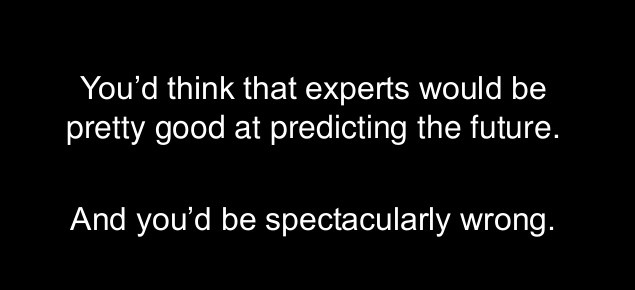 You’d think that experts would be
pretty good at predicting the future.
And you’d be spectacularly wrong.